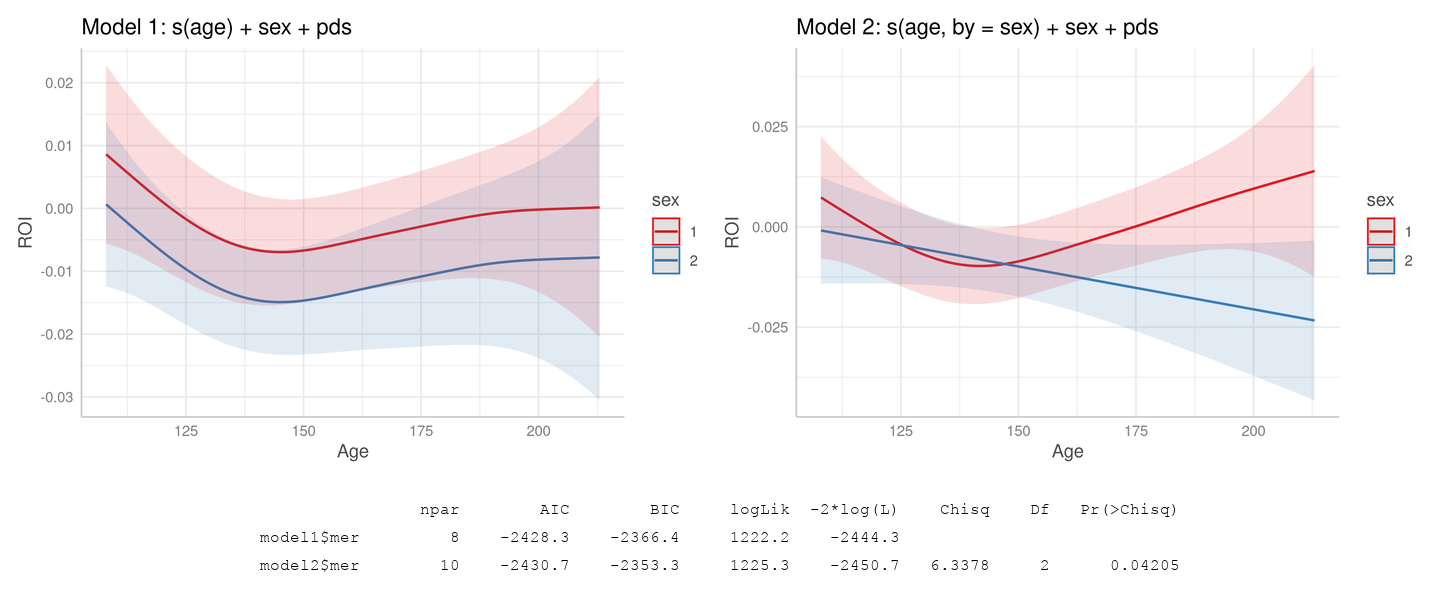 Model 1: s(age) + sex + pds
0.02
0.01
0.00
-0.01
-0.02
-0.03
ROI
125 150 175 200
Age
sex
1
2
Model 2: s(age, by = sex) + sex + pds
0.025
0.000
-0.025
ROI
125 150 175 200
Age
sex
1
2
npar AIC BIC logLik -2*log(L) Chisq Df Pr(>Chisq)
model1$mer 8 -2428.3 -2366.4 1222.2 -2444.3
model2$mer 10 -2430.7 -2353.3 1225.3 -2450.7 6.3378 2 0.04205